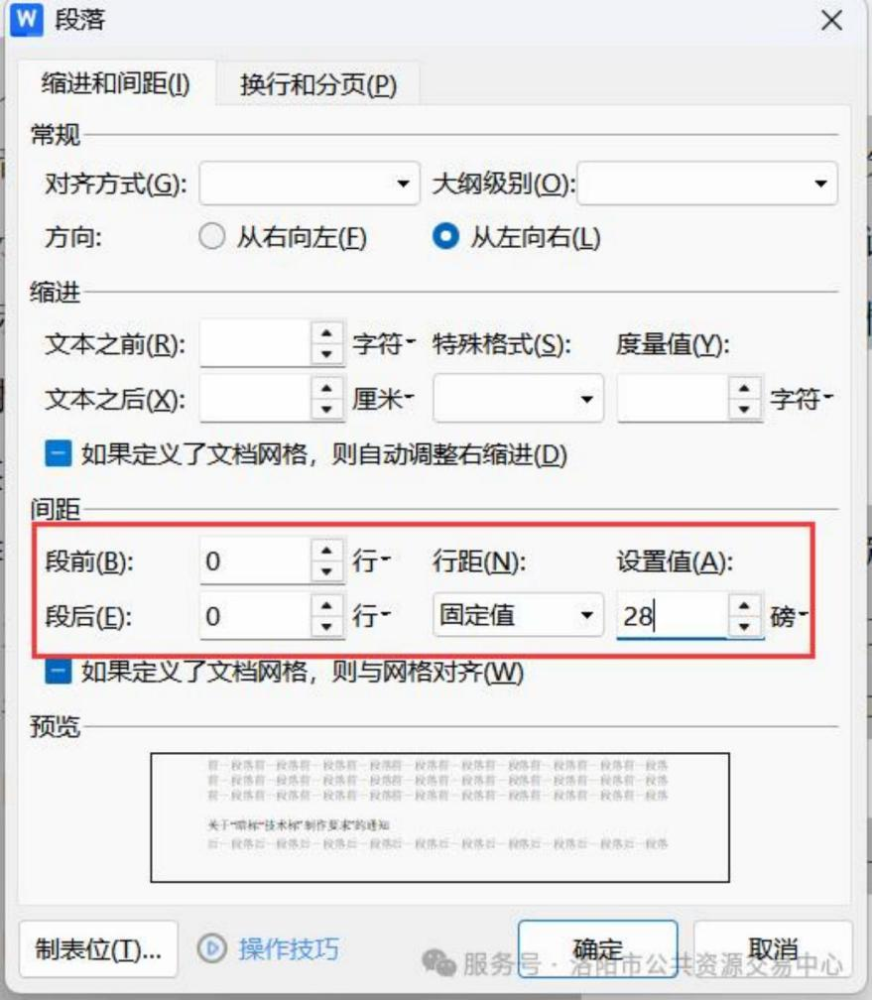 W 段落
缩进和间距(I) 换行和分页(P)
常规
对齐方式(G): 大纲级别(O):
方向: 从右向左(F) 从左向右(L)
缩进
文本之前(R): 字符 特殊格式(S): 度量值(Y):
文本之后(X): 厘米 字符
如果定义了文档网格，则自动调整右缩进(D)
间距
段前(B): 0 行 行距(N): 设置值(A):
段后(E): 0 行 固定值 28 磅
如果定义了文档网格，则与网格对齐(W)
预览
前一段落前一段落前一段落前一段落前一段落前一段落前一段落前一段落前一段落前一段落
前一段落前一段落前一段落前一段落前一段落前一段落前一段落前一段落前一段落前一段落
前一段落前一段落前一段落前一段落前一段落前一段落前一段落前一段落前一段落前一段落
关于“暗标”技术标”制作要求”的通知
后一段落后一段落后一段落后一段落后一段落后一段落后一段落后一段落后一段落后一段落
制表位(T)... 操作技巧 确定 取消
服务号 · 洛阳市公共资源交易中心